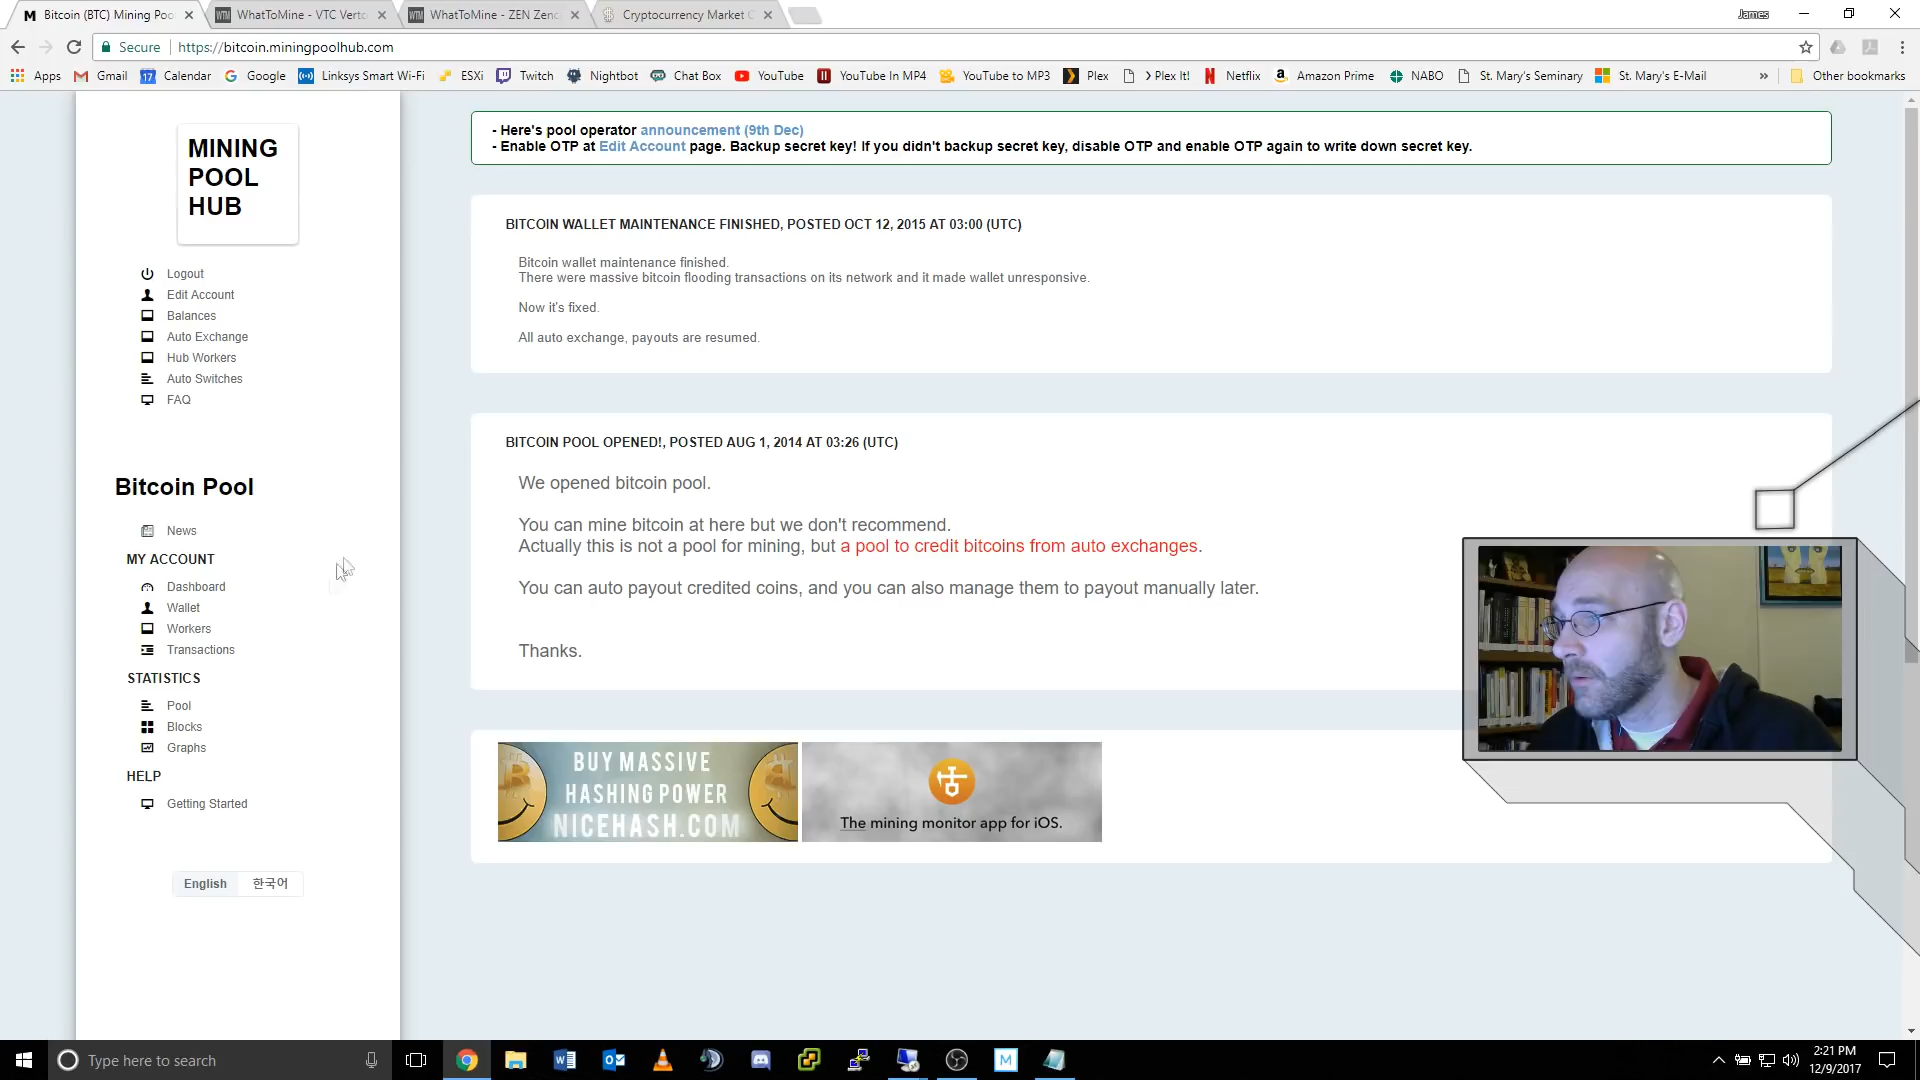 Bitcoin (BTC) Mining Poo
WhatToMine - VTC Vertc
WhatToMine - ZEN Zenc
Cryptocurrency Market C
James
Secure
https://bitcoin.miningpoolhub.com
Apps
Gmail
Calendar
Google
Linksys Smart Wi-Fi
ESXi
Twitch
Nightbot
Chat Box
YouTube
YouTube In MP4
YouTube to MP3
Plex
> Plex It!
Netflix
Amazon Prime
NABO
St. Mary's Seminary
St. Mary's E-Mail
»
Other bookmarks
MINING
POOL
HUB
Logout
Edit Account
Balances
Auto Exchange
Hub Workers
Auto Switches
FAQ
Bitcoin Pool
News
MY ACCOUNT
Dashboard
Wallet
Workers
Transactions
STATISTICS
Pool
Blocks
Graphs
HELP
Getting Started
English
한국어
- Here's pool operator announcement (9th Dec)
- Enable OTP at Edit Account page. Backup secret key! If you didn't backup secret key, disable OTP and enable OTP again to write down secret key.
BITCOIN WALLET MAINTENANCE FINISHED, POSTED OCT 12, 2015 AT 03:00 (UTC)
Bitcoin wallet maintenance finished.
There were massive bitcoin flooding transactions on its network and it made wallet unresponsive.
Now it's fixed.
All auto exchange, payouts are resumed.
BITCOIN POOL OPENED!, POSTED AUG 1, 2014 AT 03:26 (UTC)
We opened bitcoin pool.
You can mine bitcoin at here but we don't recommend.
Actually this is not a pool for mining, but a pool to credit bitcoins from auto exchanges.
You can auto payout credited coins, and you can also manage them to payout manually later.
Thanks.
BUY MASSIVE
HASHING POWER
NICEHASH.COM
The mining monitor app for iOS.
Type here to search
2:21 PM
12/9/2017